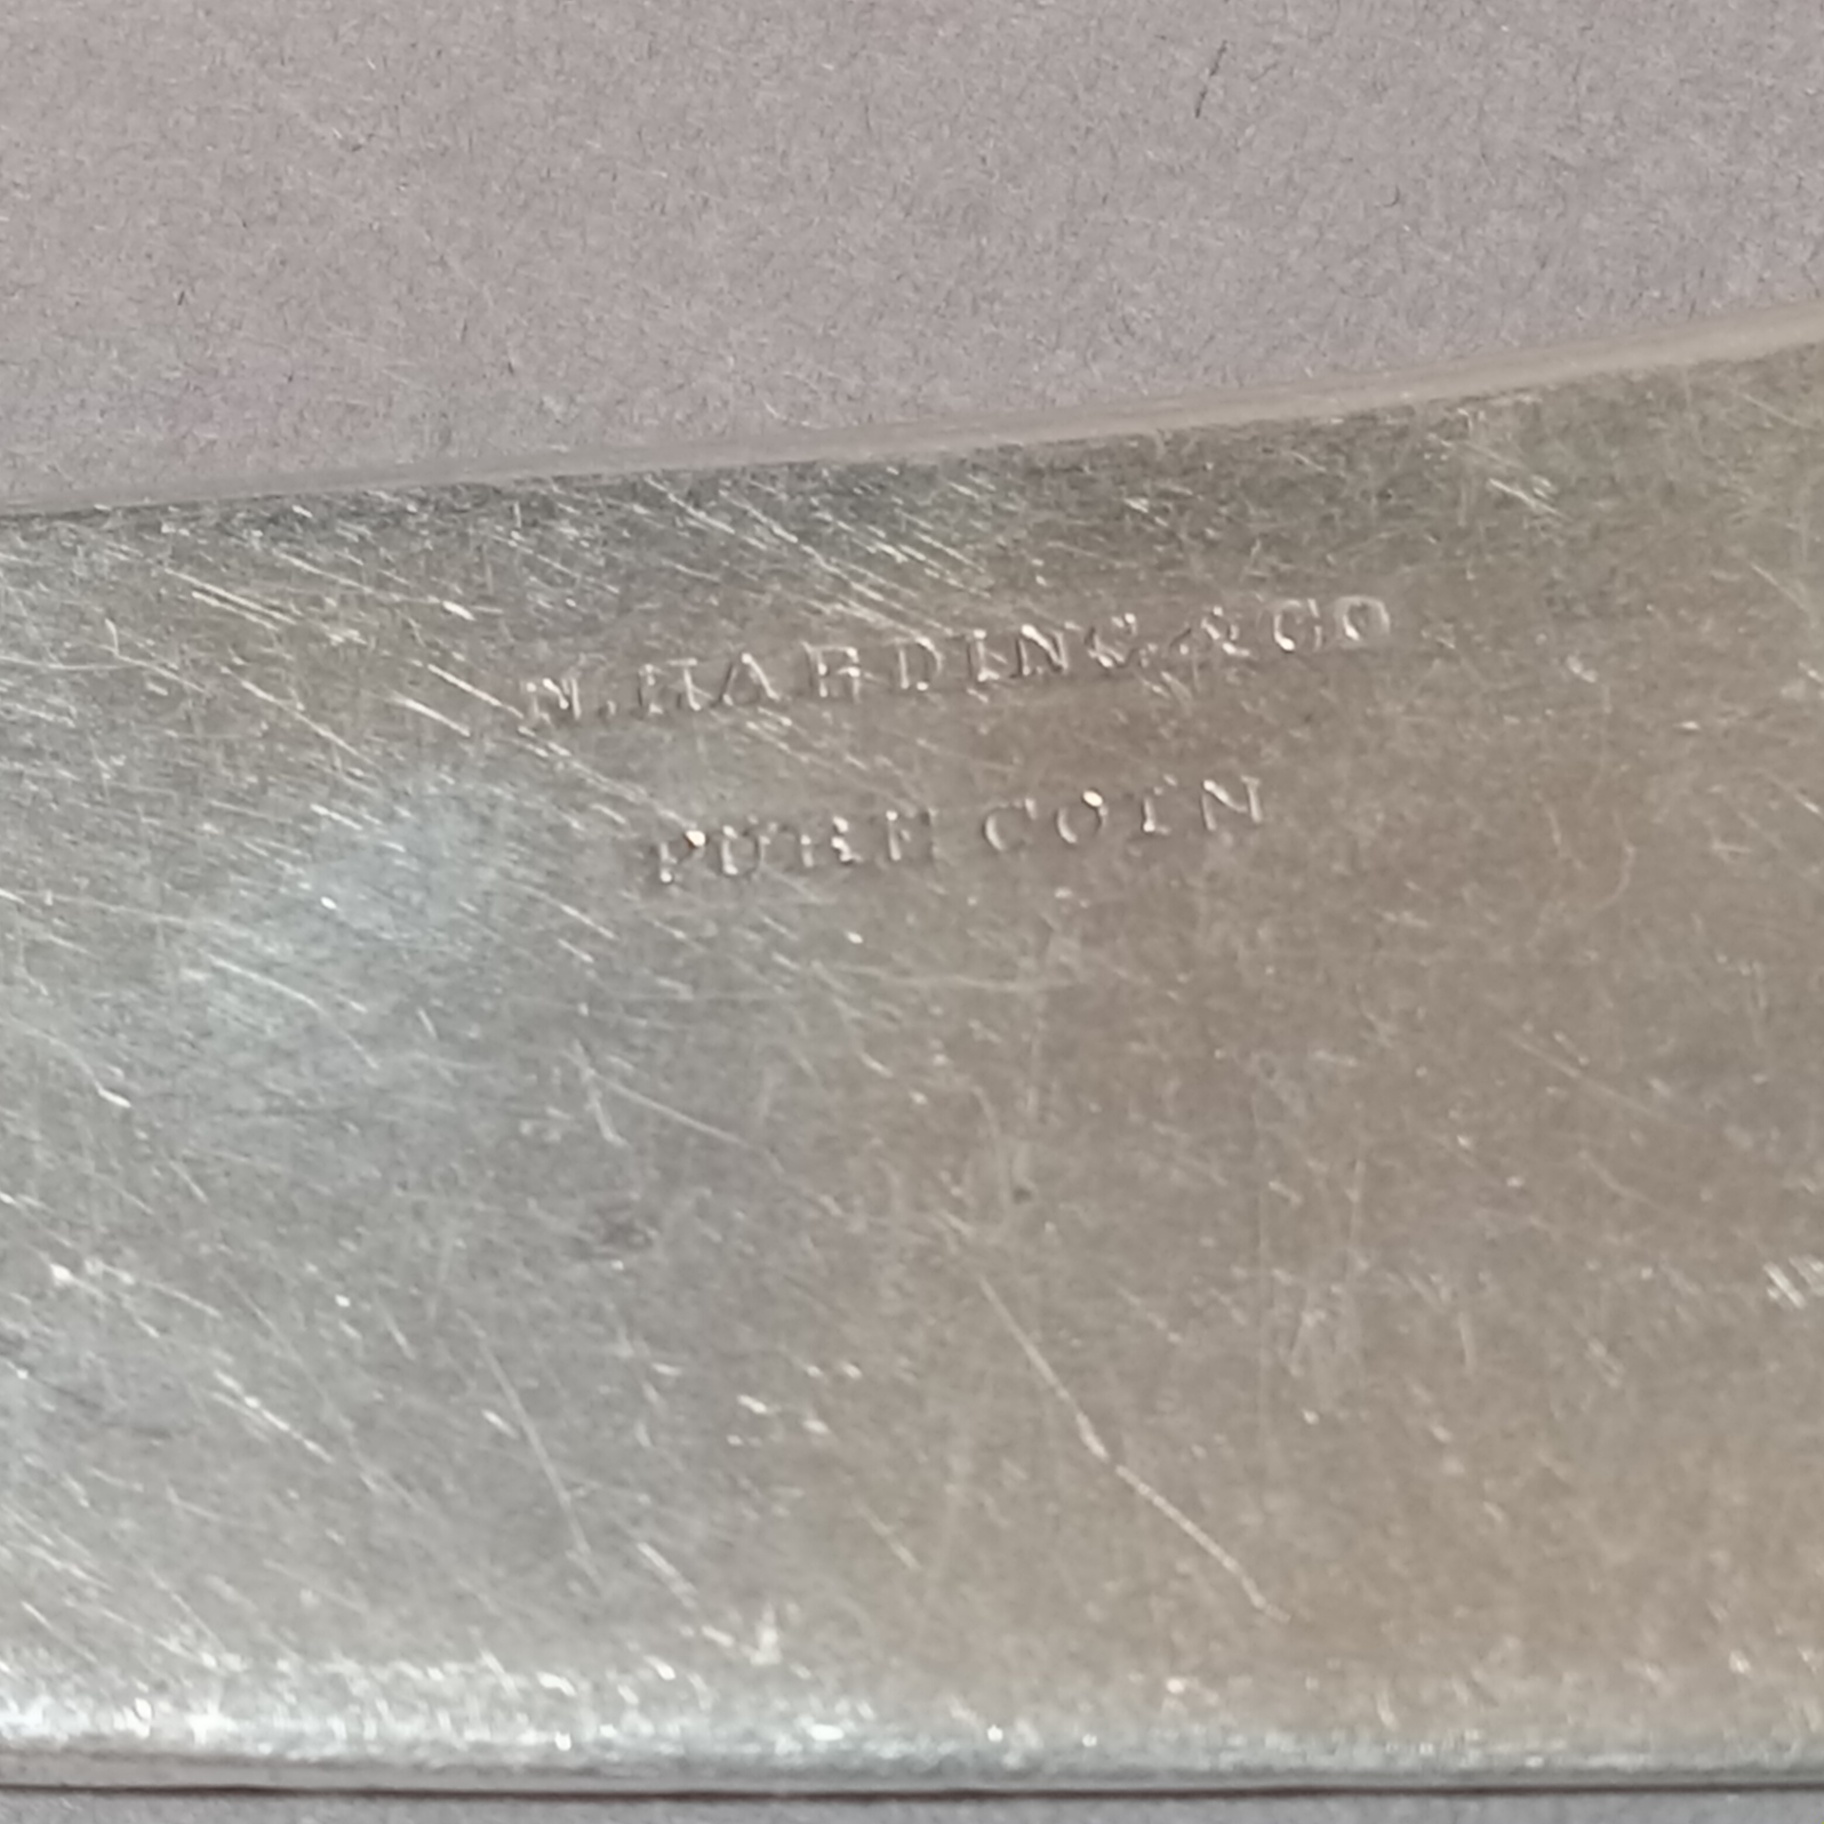 N.HARDING & CO
PURE COIN